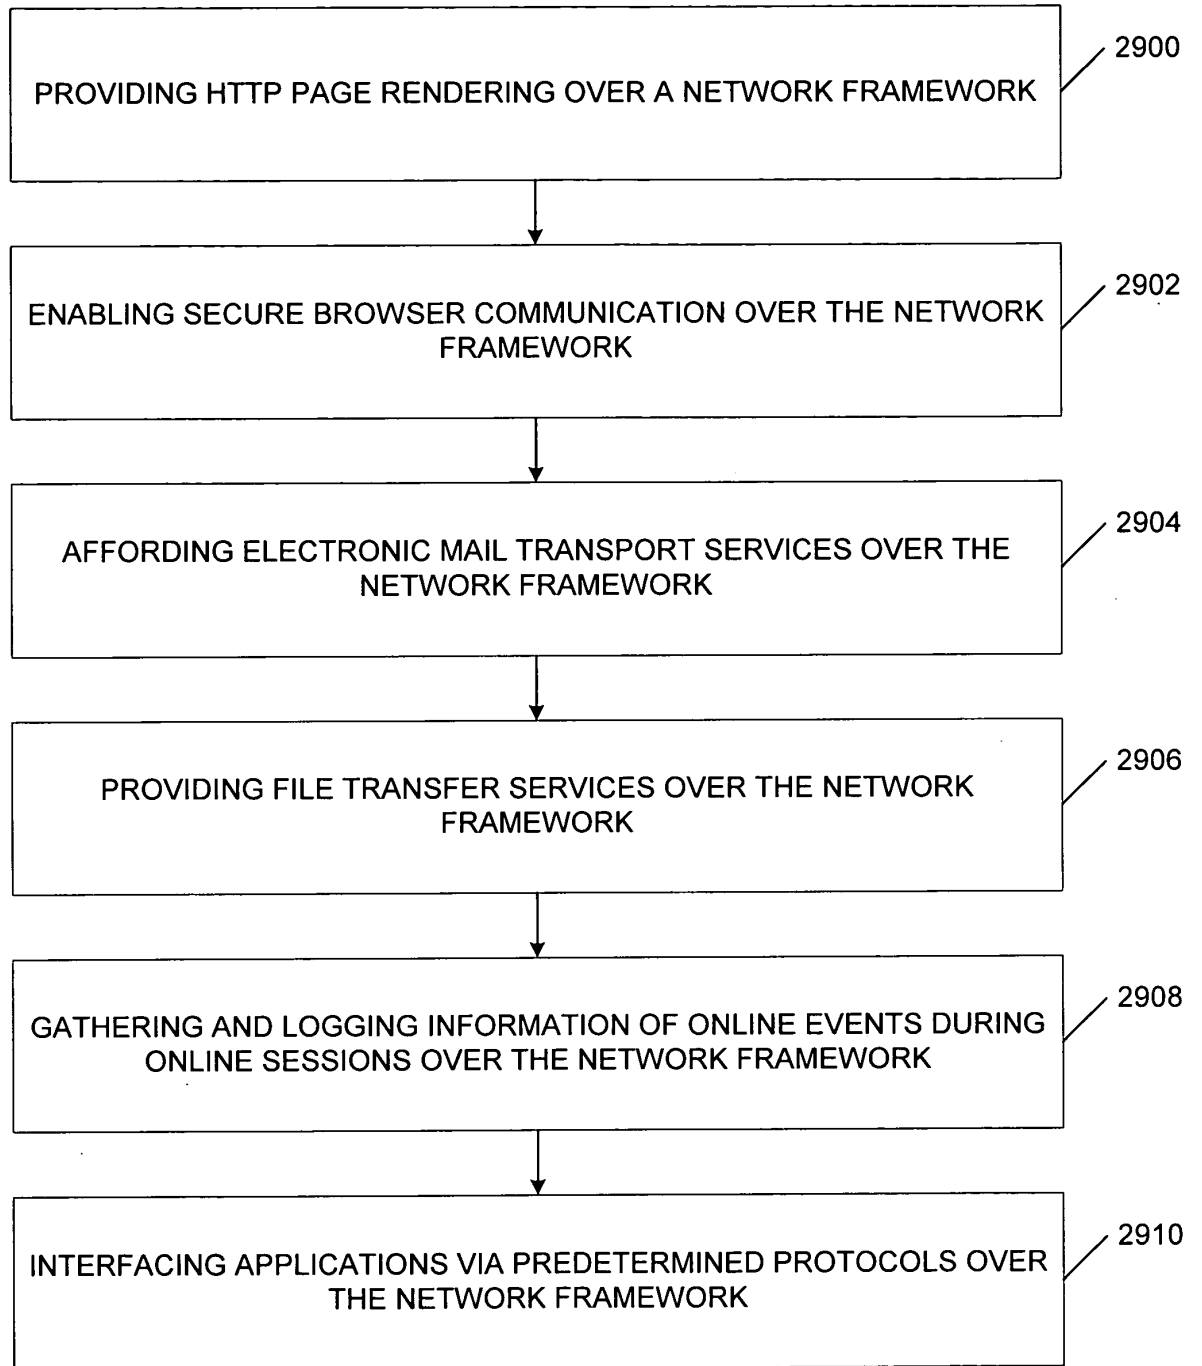 2900
PROVIDING HTTP PAGE RENDERING OVER A NETWORK FRAMEWORK
2902
ENABLING SECURE BROWSER COMMUNICATION OVER THE NETWORK
FRAMEWORK
2904
AFFORDING ELECTRONIC MAIL TRANSPORT SERVICES OVER THE
NETWORK FRAMEWORK
2906
PROVIDING FILE TRANSFER SERVICES OVER THE NETWORK
FRAMEWORK
2908
GATHERING AND LOGGING INFORMATION OF ONLINE EVENTS DURING
ONLINE SESSIONS OVER THE NETWORK FRAMEWORK
2910
INTERFACING APPLICATIONS VIA PREDETERMINED PROTOCOLS OVER
THE NETWORK FRAMEWORK